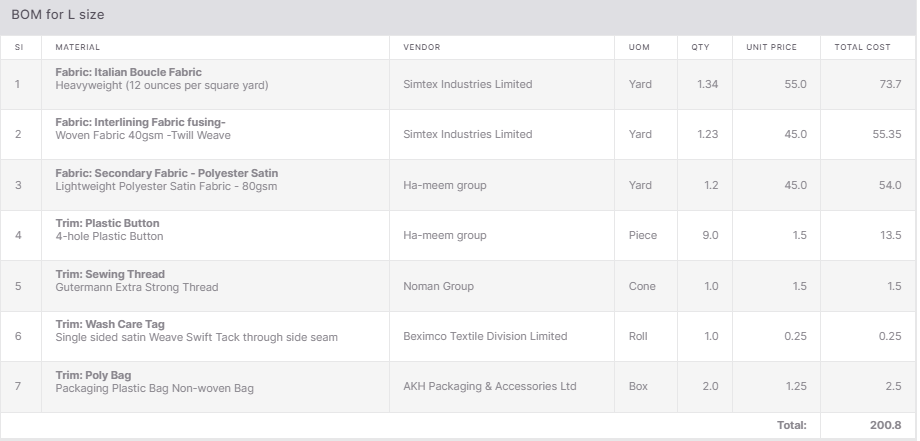 BOM for L size
SI MATERIAL VENDOR UOM QTY UNIT PRICE TOTAL COST
Fabric: Italian Boucle Fabric
1 Heavyweight (12 ounces per square yard) Simtex Industries Limited Yard 1.34 55.0 73.7
Fabric: Interlining Fabric fusing-
2 Woven Fabric 40gsm -Twill Weave Simtex Industries Limited Yard 1.23 45.0 55.35
Fabric: Secondary Fabric - Polyester Satin
3 Lightweight Polyester Satin Fabric - 80gsm Ha-meem group Yard 1.2 45.0 54.0
Trim: Plastic Button
4 4-hole Plastic Button Ha-meem group Piece 9.0 1.5 13.5
Trim: Sewing Thread
5 Gutermann Extra Strong Thread Noman Group Cone 1.0 1.5 1.5
Trim: Wash Care Tag
6 Single sided satin Weave Swift Tack through side seam Beximco Textile Division Limited Roll 1.0 0.25 0.25
Trim: Poly Bag
7 Packaging Plastic Bag Non-woven Bag AKH Packaging & Accessories Ltd Box 2.0 1.25 2.5
Total: 200.8